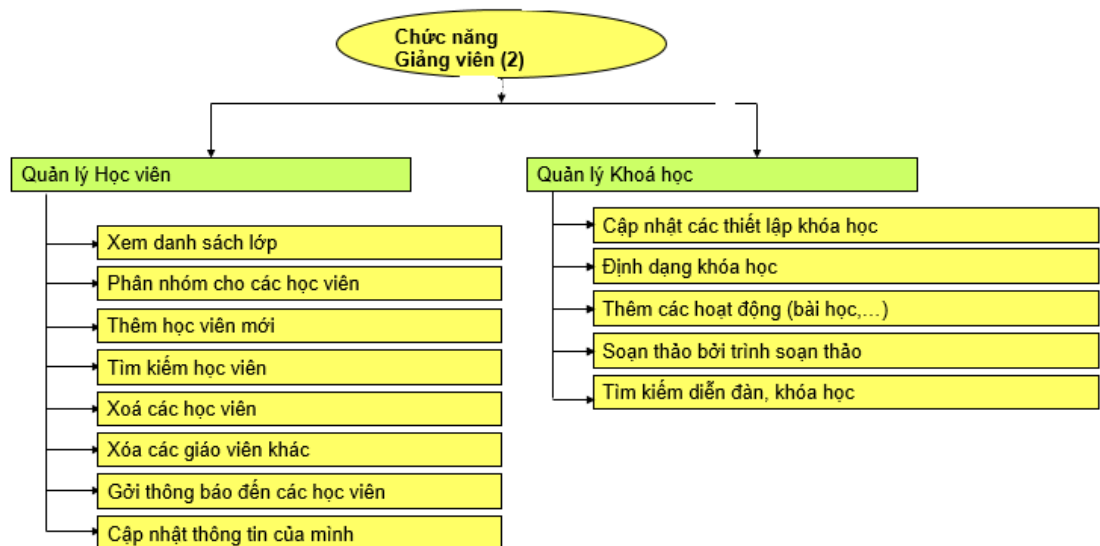 Chức năng
Giảng viên (2)
Quản lý Học viên
Xem danh sách lớp
Phân nhóm cho các học viên
Thêm học viên mới
Tìm kiếm học viên
Xoá các học viên
Xóa các giáo viên khác
Gởi thông báo đến các học viên
Cập nhật thông tin của mình
Quản lý Khoá học
Cập nhật các thiết lập khóa học
Định dạng khóa học
Thêm các hoạt động (bài học,...)
Soạn thảo bởi trình soạn thảo
Tìm kiếm diễn đàn, khóa học